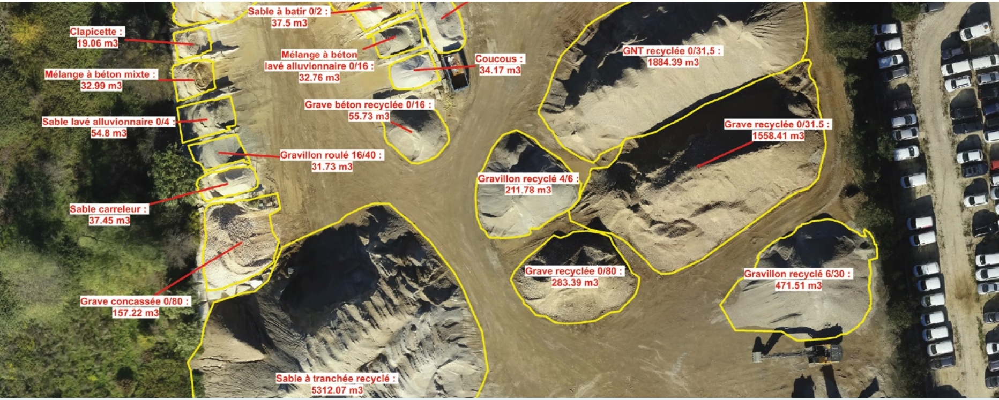 Sable à batir 0/2 :
37.5 m3
Clapicette :
19.06 m3
Mélange à béton
lavé alluvionnaire 0/16 :
32.76 m3
Coucous :
34.17 m3
GNT recyclée 0/31,5 :
1884.39 m3
Mélange à béton mixte :
32.99 m3
Grave béton recyclée 0/16 :
55.73 m3
Sable lavé alluvionnaire 0/4 :
54.8 m3
Grave recyclée 0/31.5 :
1558.41 m3
Gravillon roulé 16/40 :
31.73 m3
Gravillon recyclé 4/6 :
211.78 m3
Sable carreleur :
37.45 m3
Grave recyclée 0/80 :
283.39 m3
Gravillon recyclé 6/30 :
471.51 m3
Grave concassée 0/80 :
157.22 m3
Sable à tranchée recyclé :
5312.07 m3